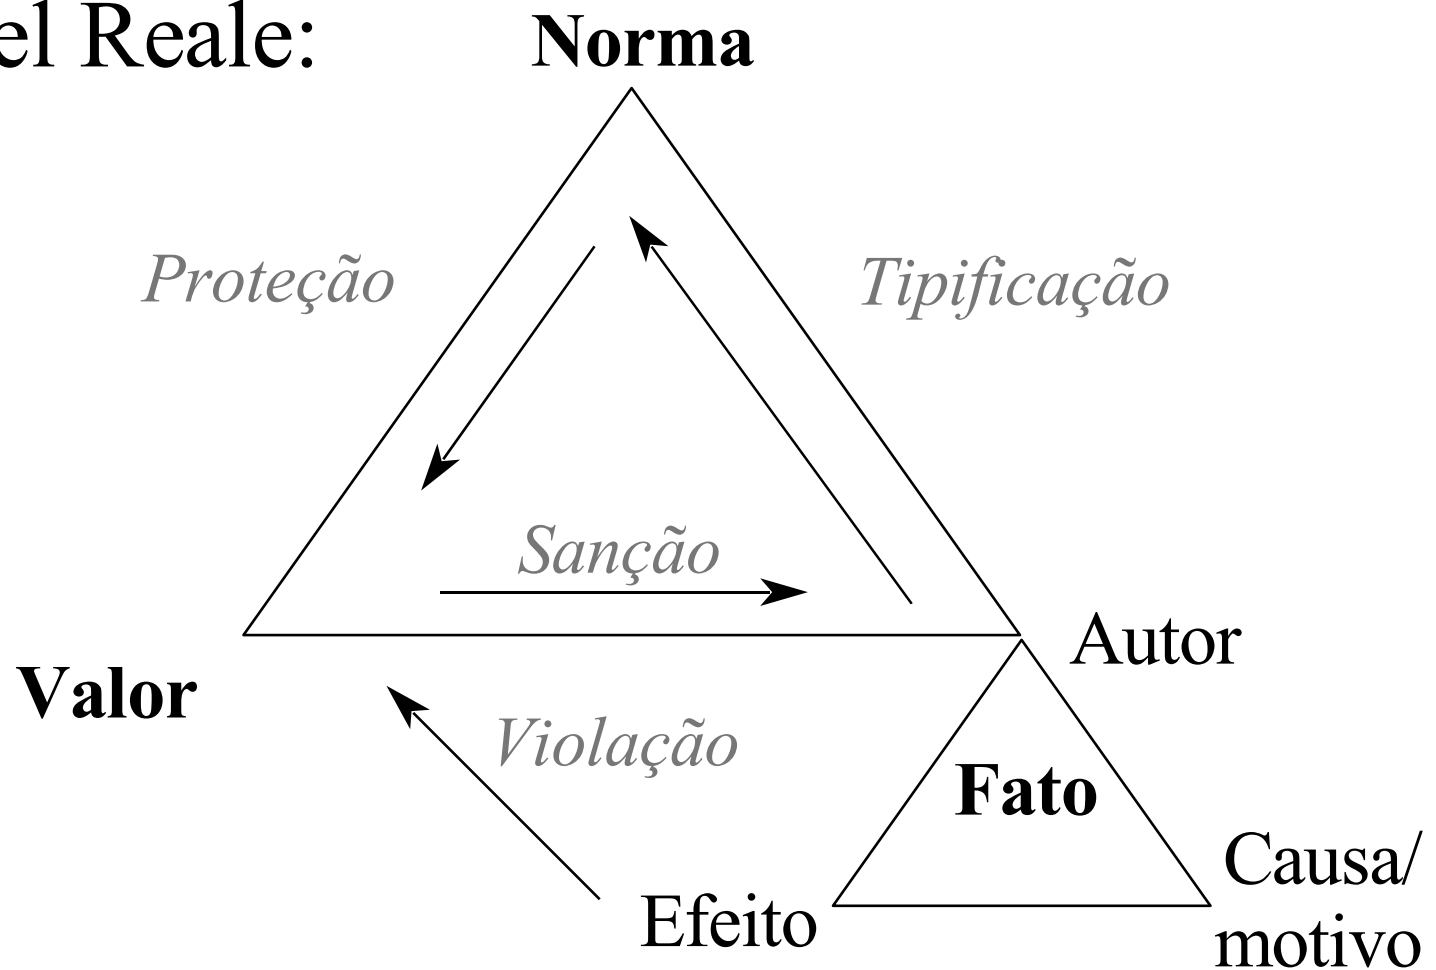 el Reale:
Norma
Proteção
Tipificação
Sanção
Autor
Valor
Violação
Fato
Causa/
motivo
Efeito